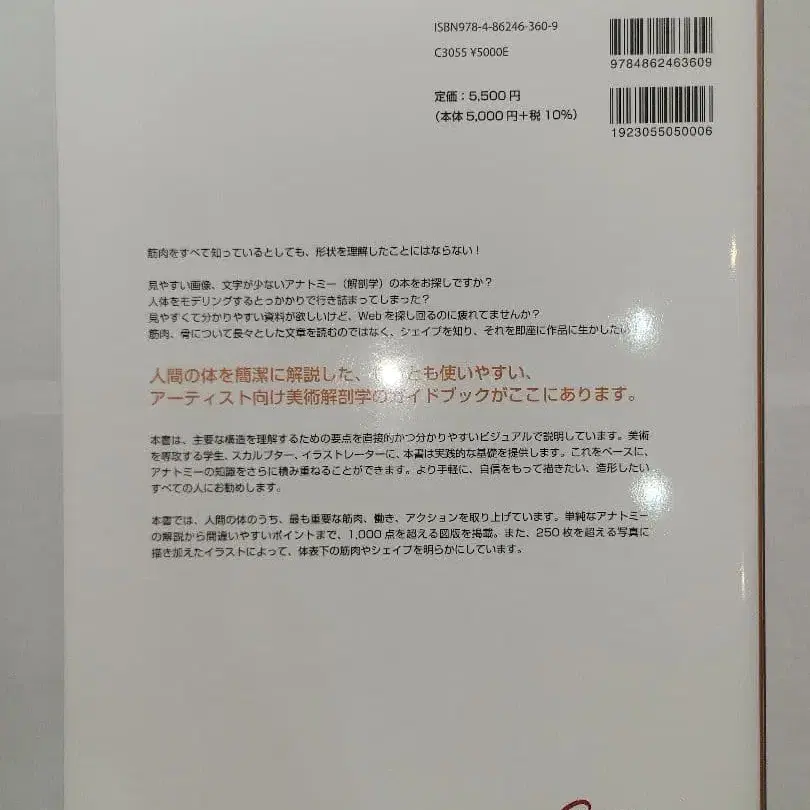 ISBN978-4-86246-360-9
C3055 ¥5000E
9784862463609
定価：5,500円
（本体5,000円＋税10%）
1923055050006
筋肉をすべて知っているとしても、形状を理解したことにはならない！
見やすい画像、文字が少ないアナトミー（解剖学）の本をお探しですか？
人体をモデリングするとっかかりで行き詰まってしまった？
見やすくて分かりやすい資料が欲しいけど、Webを探し回るのに疲れてませんか？
筋肉、骨について長々とした文章を読むのではなく、シェイプを知り、それを即座に作品に生かしたい
人間の体を簡潔に解説した、とも使いやすい、
アーティスト向け美術解剖学のガイドブックがここにあります。
本書は、主要な構造を理解するための要点を直接的かつ分かりやすいビジュアルで説明しています。美術
を専攻する学生、スカルプター、イラストレーターに、本書は実践的な基礎を提供します。これをベースに、
アナトミーの知識をさらに積み重ねることができます。より手軽に、自信をもって描きたい、造形したい
すべての人にお勧めします。
本書では、人間の体のうち、最も重要な筋肉、働き、アクションを取り上げています。単純なアナトミー
の解説から間違いやすいポイントまで、1,000点を超える図版を掲載。また、250枚を超える写真に
描き加えたイラストによって、体表下の筋肉やシェイプを明らかにしています。